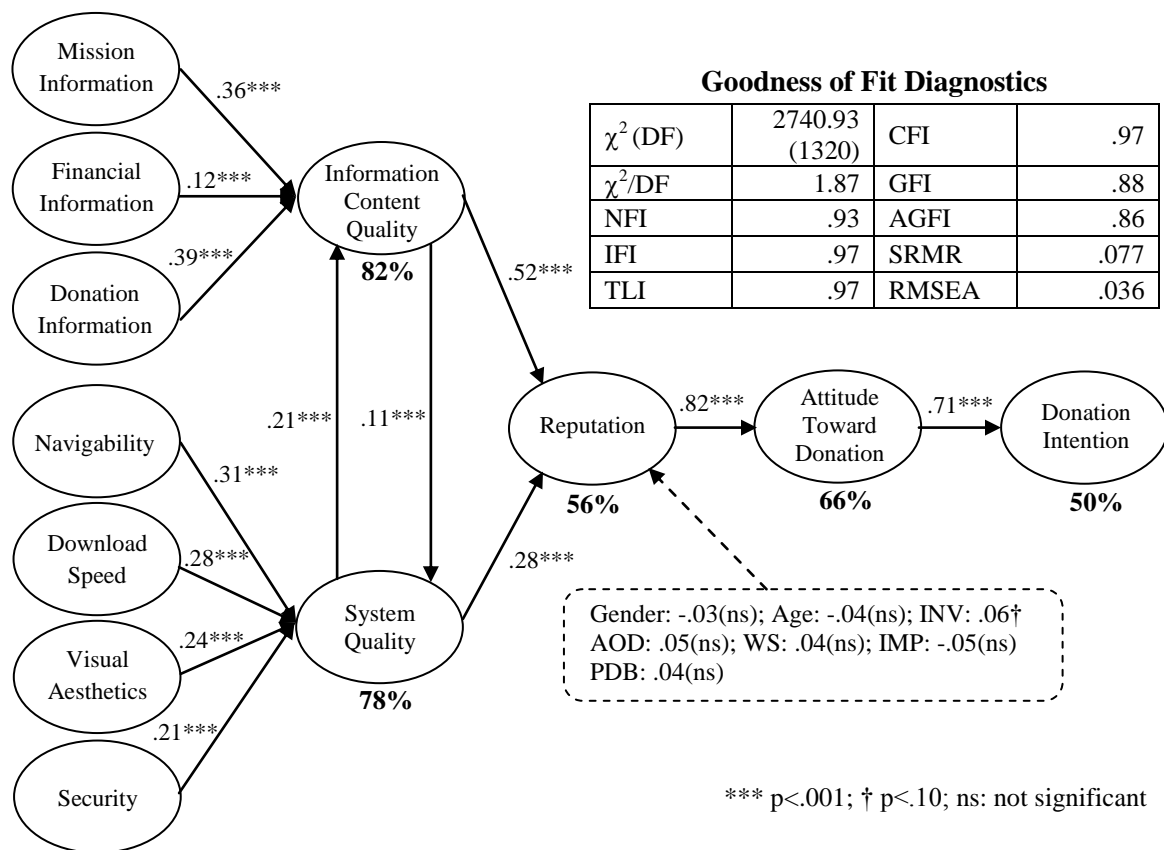 Mission
Information
.36***
Financial
Information
.12***
Donation
Information
.39***
Information
Content
Quality
82%
Goodness of Fit Diagnostics
χ² (DF) 2740.93 (1320) CFI .97
χ²/DF 1.87 GFI .88
NFI .93 AGFI .86
IFI .97 SRMR .077
TLI .97 RMSEA .036
.52***
.21***
.11***
Navigability
.31***
Download
Speed
.28***
Visual
Aesthetics
.24***
Security
.21***
System
Quality
78%
.28***
Reputation
56%
.82***
Attitude
Toward
Donation
66%
.71***
Donation
Intention
50%
Gender: -.03(ns); Age: -.04(ns); INV: .06†
AOD: .05(ns); WS: .04(ns); IMP: -.05(ns)
PDB: .04(ns)
*** p<.001; † p<.10; ns: not significant